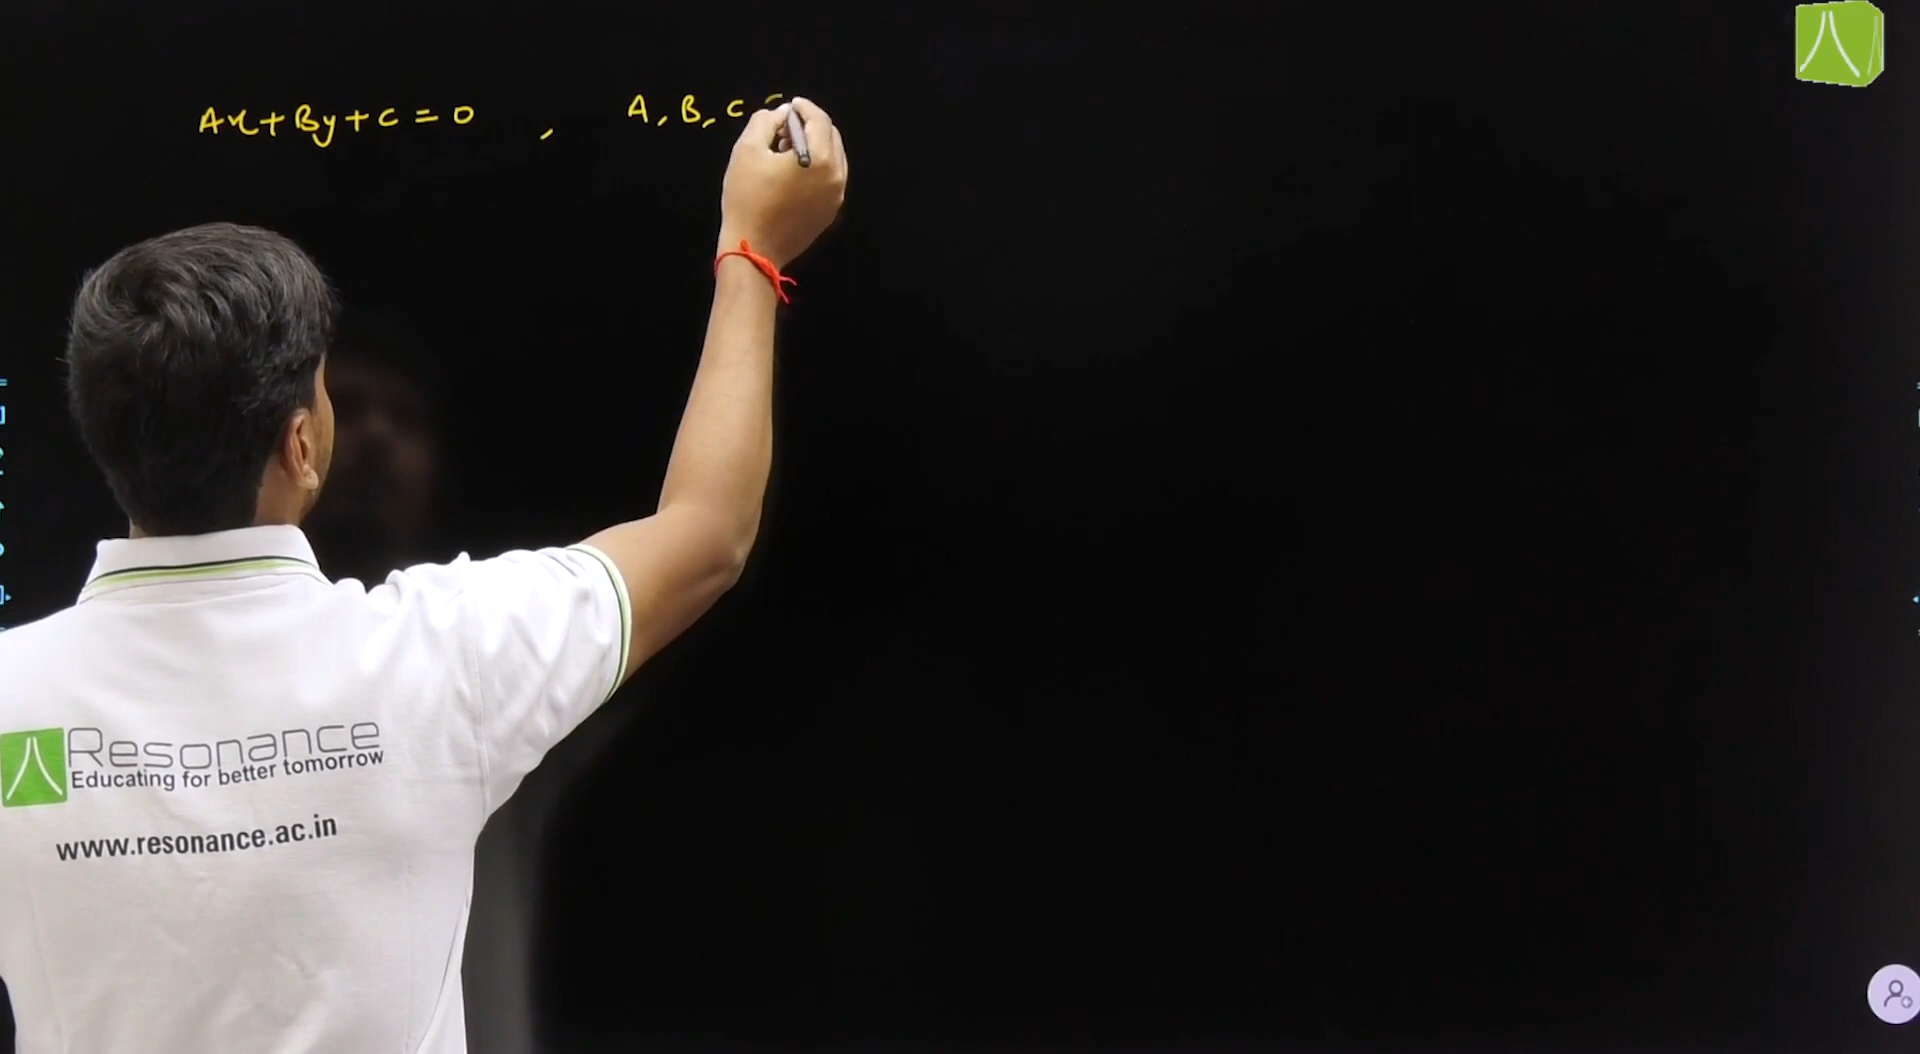 Ax + By + C = 0 , A, B, C
Resonance
Educating for better tomorrow
www.resonance.ac.in